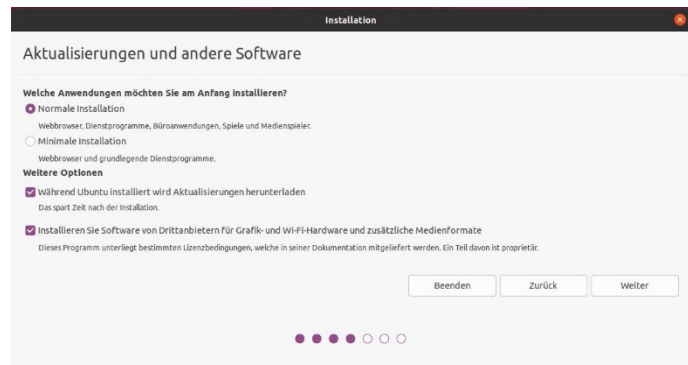 Installation
Aktualisierungen und andere Software
Welche Anwendungen möchten Sie am Anfang installieren?
Normale Installation
Webbrowser, Dienstprogramme, Büroanwendungen, Spiele und Medienspieler.
Minimale Installation
Webbrowser und grundlegende Dienstprogramme.
Weitere Optionen
Während Ubuntu installiert wird Aktualisierungen herunterladen
Das spart Zeit nach der Installation.
Installieren Sie Software von Drittanbietern für Grafik- und Wi-Fi-Hardware und zusätzliche Medienformate
Dieses Programm unterliegt bestimmten Lizenzbedingungen, welche in seiner Dokumentation mitgeliefert werden. Ein Teil davon ist proprietär.
Beenden Zurück Weiter